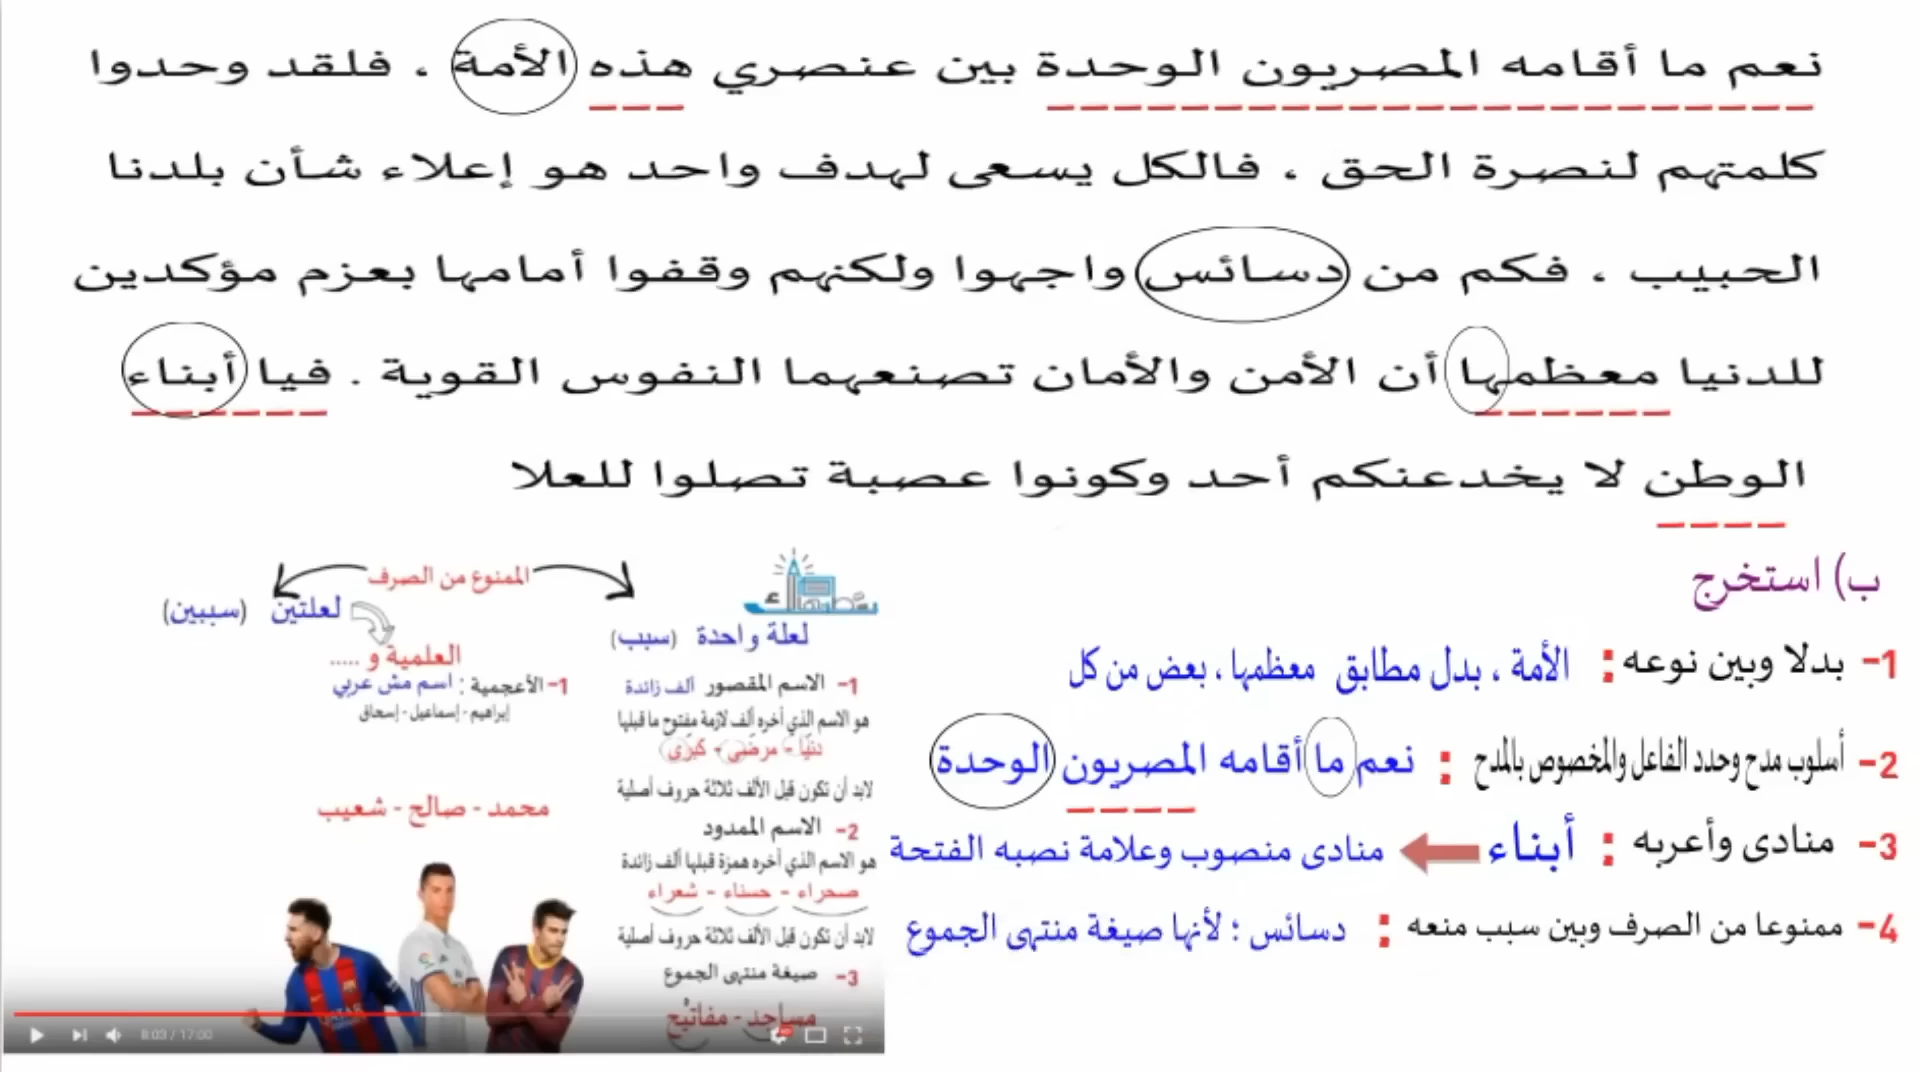 نعم ما أقامه المصريون الوحدة بين عنصري هذه الأمة ، فلقد وحدوا
كلمتهم لنصرة الحق ، فالكل يسعى لهدف واحد هو إعلاء شأن بلدنا
الحبيب ، فكم من دسائس واجهوا ولكنهم وقفوا أمامها بعزم مؤكدين
للدنيا معظمها أن الأمن والأمان تصنعهما النفوس القوية . فيا أبناء
الوطن لا يخدعنكم أحد وكونوا عصبة تصلوا للعلا
ب) استخرج
1- بدلا وبين نوعه : الأمة ، بدل مطابق معظمها ، بعض من كل
2- أسلوب مدح وحدد الفاعل والمخصوص بالمدح : نعم ما أقامه المصريون الوحدة
3- منادى وأعربه : أبناء منادى منصوب وعلامة نصبه الفتحة
4- ممنوعا من الصرف وبين سبب منعه : دسائس ؛ لأنها صيغة منتهى الجموع
الممنوع من الصرف
لعلة واحدة (سبب)
1- الاسم المقصور ألف زائدة
هو الاسم الذي أخره ألف لازمة مفتوح ما قبلها
دنيا - مرضى - كبرى
لابد أن تكون قبل الألف ثلاثة حروف أصلية
2- الاسم الممدود
هو الاسم الذي أخره همزة قبلها ألف زائدة
صحراء - حسناء - شعراء
لابد أن تكون قبل الألف ثلاثة حروف أصلية
3- صيغة منتهى الجموع
مساجد - مفاتيح
لعلتين (سببين)
العلمية و .....
1- الأعجمية : اسم مش عربي
إبراهيم - إسماعيل - إسحاق
محمد - صالح - شعيب
8:03 / 17:00